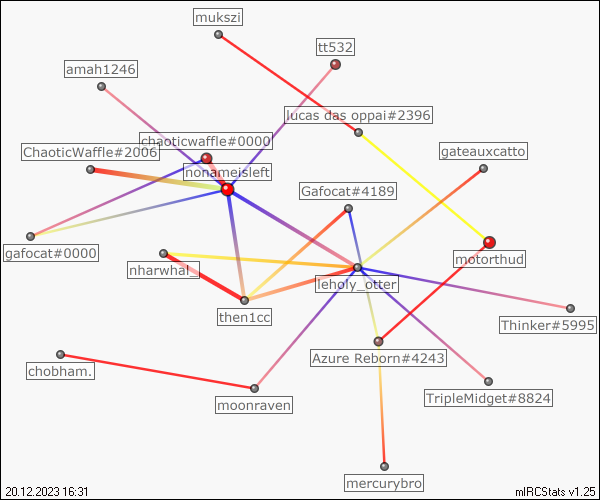 mukszi
tt532
amah1246
lucas das oppai#2396
chaoticwaffle#0000
ChaoticWaffle#2006
gateauxcatto
nonameisleft
Gafocat#4189
gafocat#0000
motorthud
nharwhal_
leholy_otter
then1cc
Thinker#5995
Azure Reborn#4243
chobham.
TripleMidget#8824
moonraven
mercurybro
20.12.2023 16:31
mIRCStats v1.25